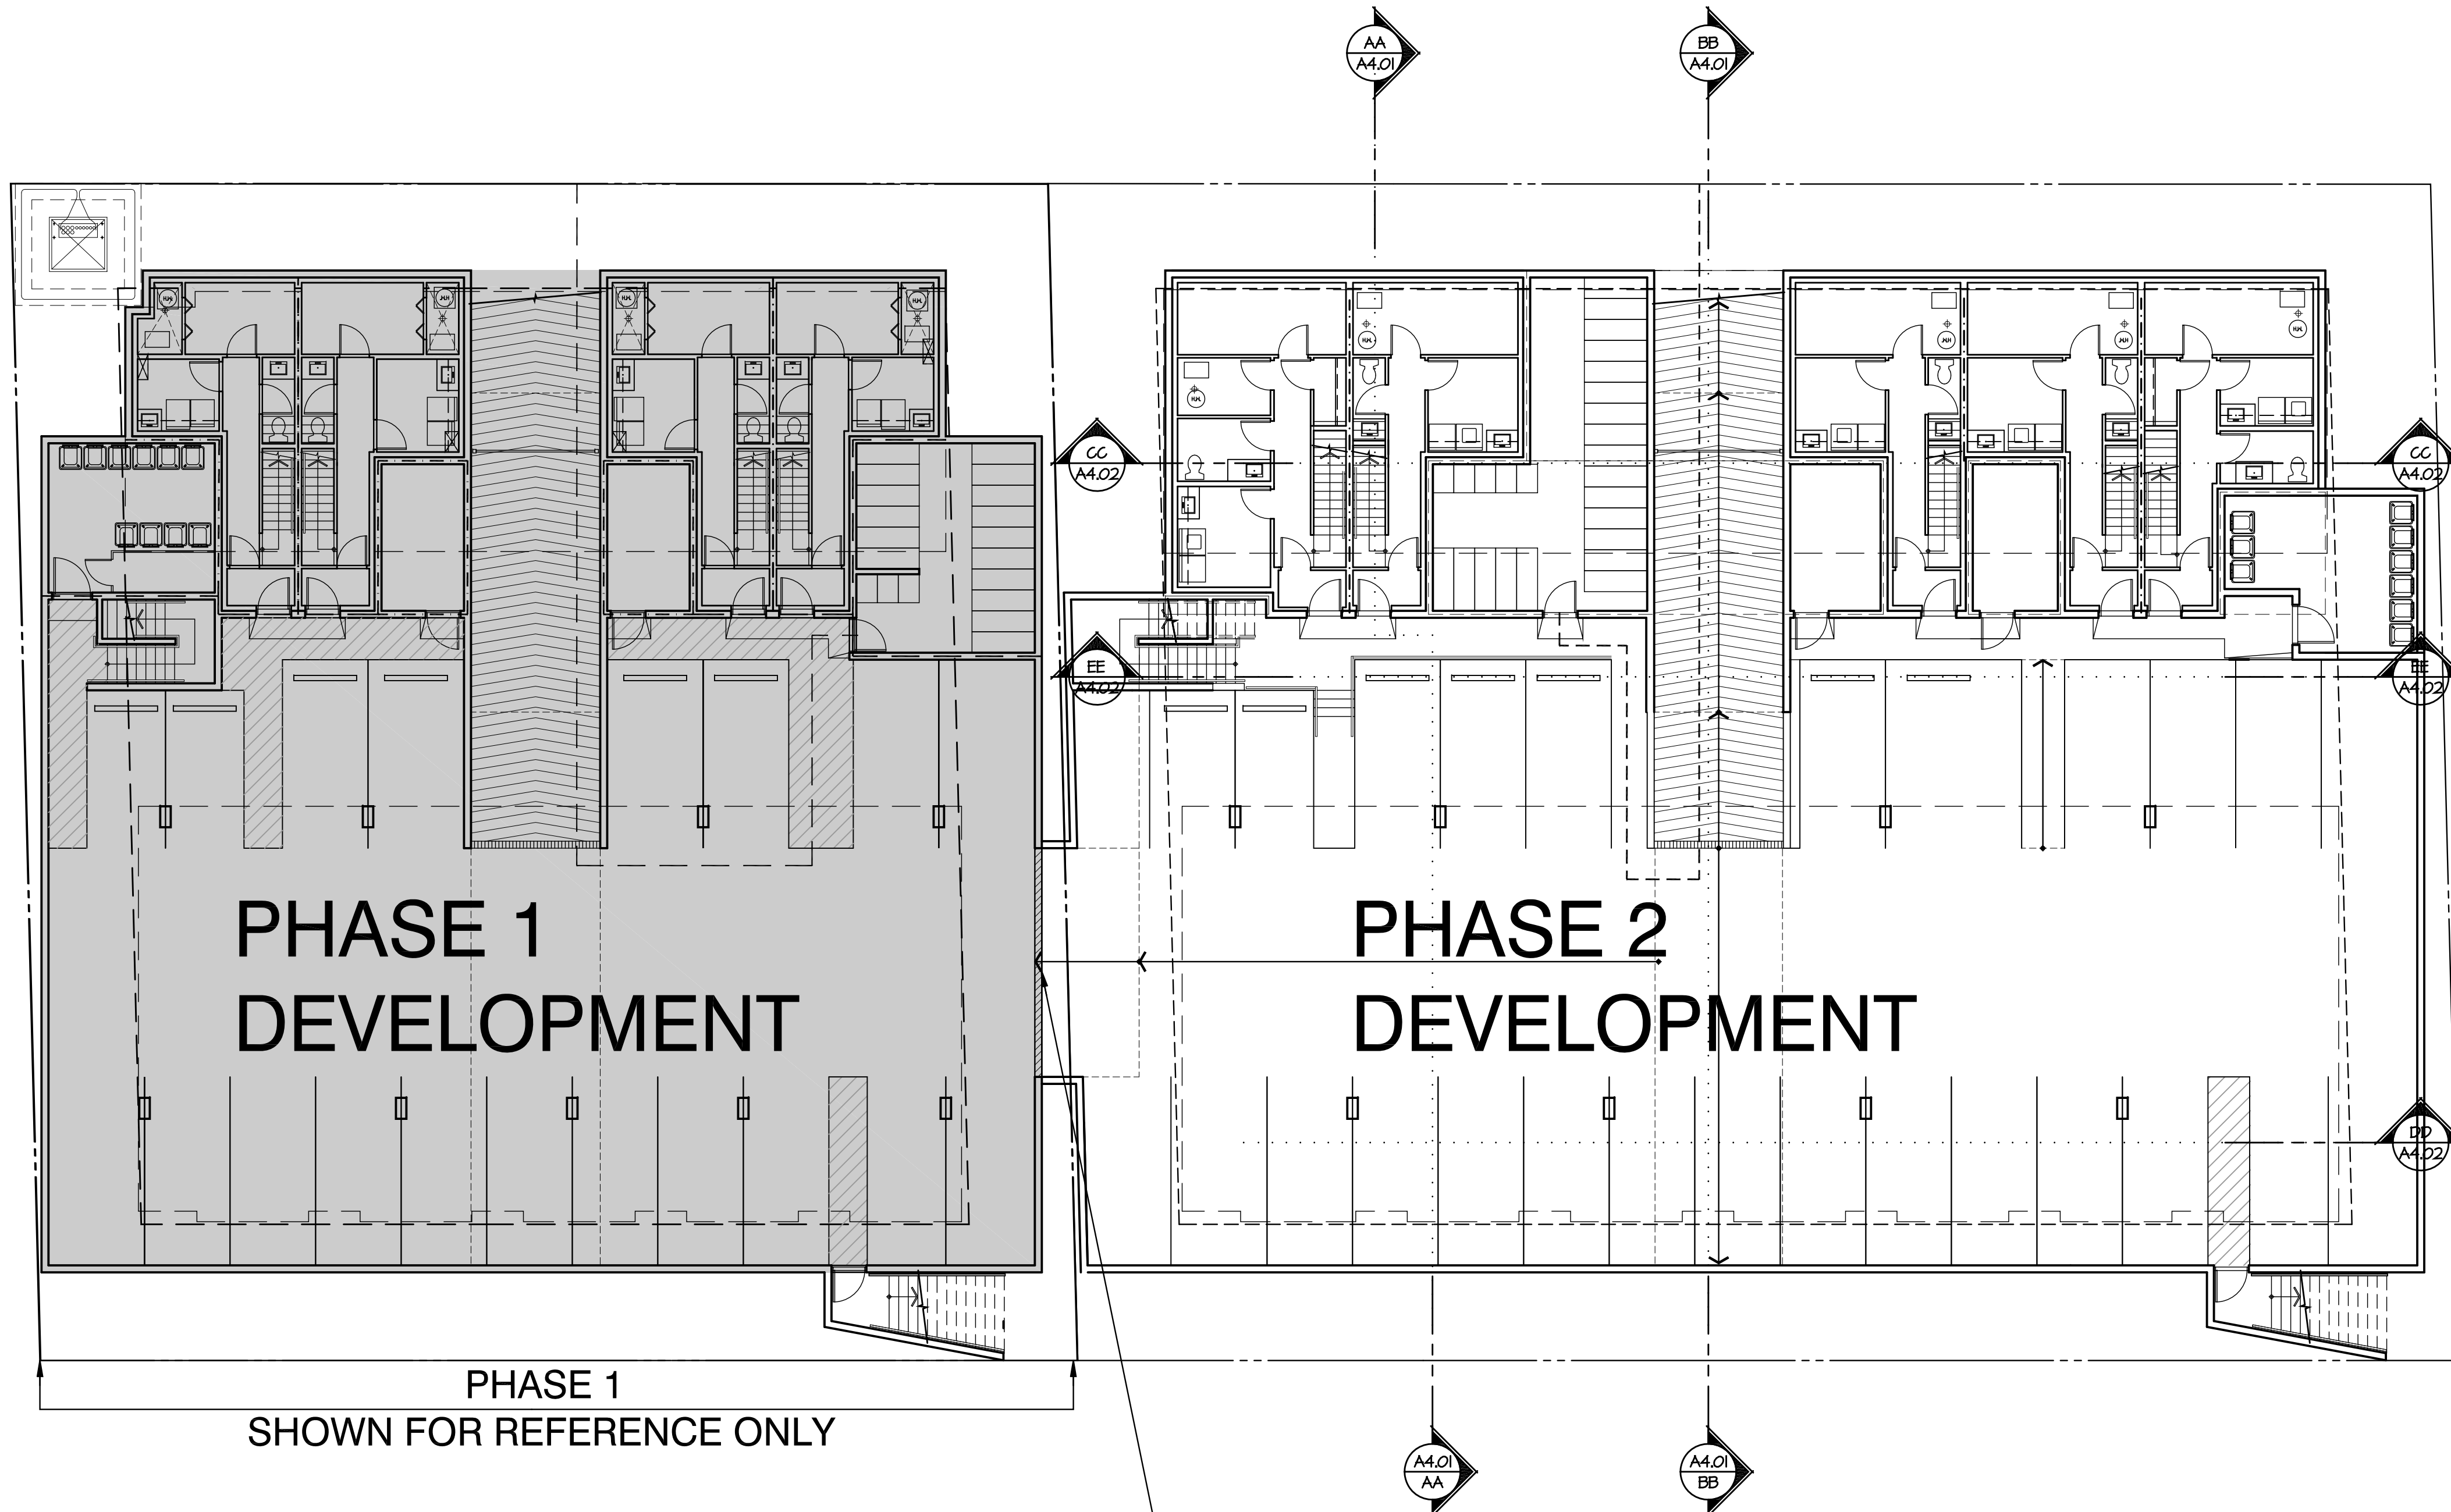 AA
A4.01
BB
A4.01
H.W.
H.W.
H.W.
H.W.
H.W.
H.W.
H.W.
H.W.
H.W.
H.W.
CC
A4.02
CC
A4.02
EE
A4.02
EE
A4.02
PHASE 1
DEVELOPMENT
PHASE 2
DEVELOPMENT
DD
A4.02
PHASE 1
SHOWN FOR REFERENCE ONLY
A4.01
AA
A4.01
BB